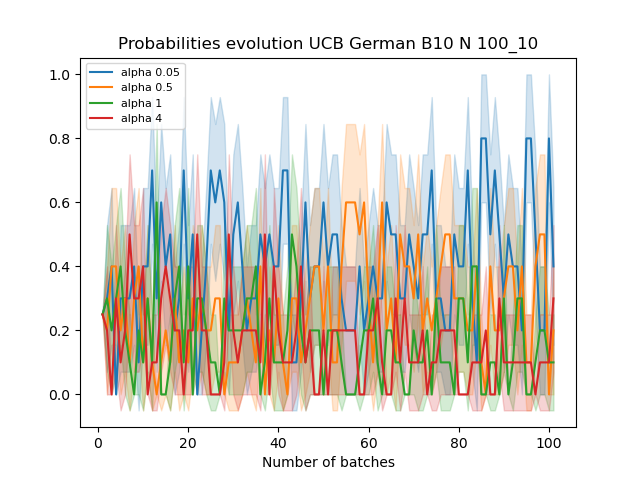 Probabilities evolution UCB German B10 N 100_10
alpha 0.05
alpha 0.5
alpha 1
alpha 4
1.0
0.8
0.6
0.4
0.2
0.0
0 20 40 60 80 100
Number of batches